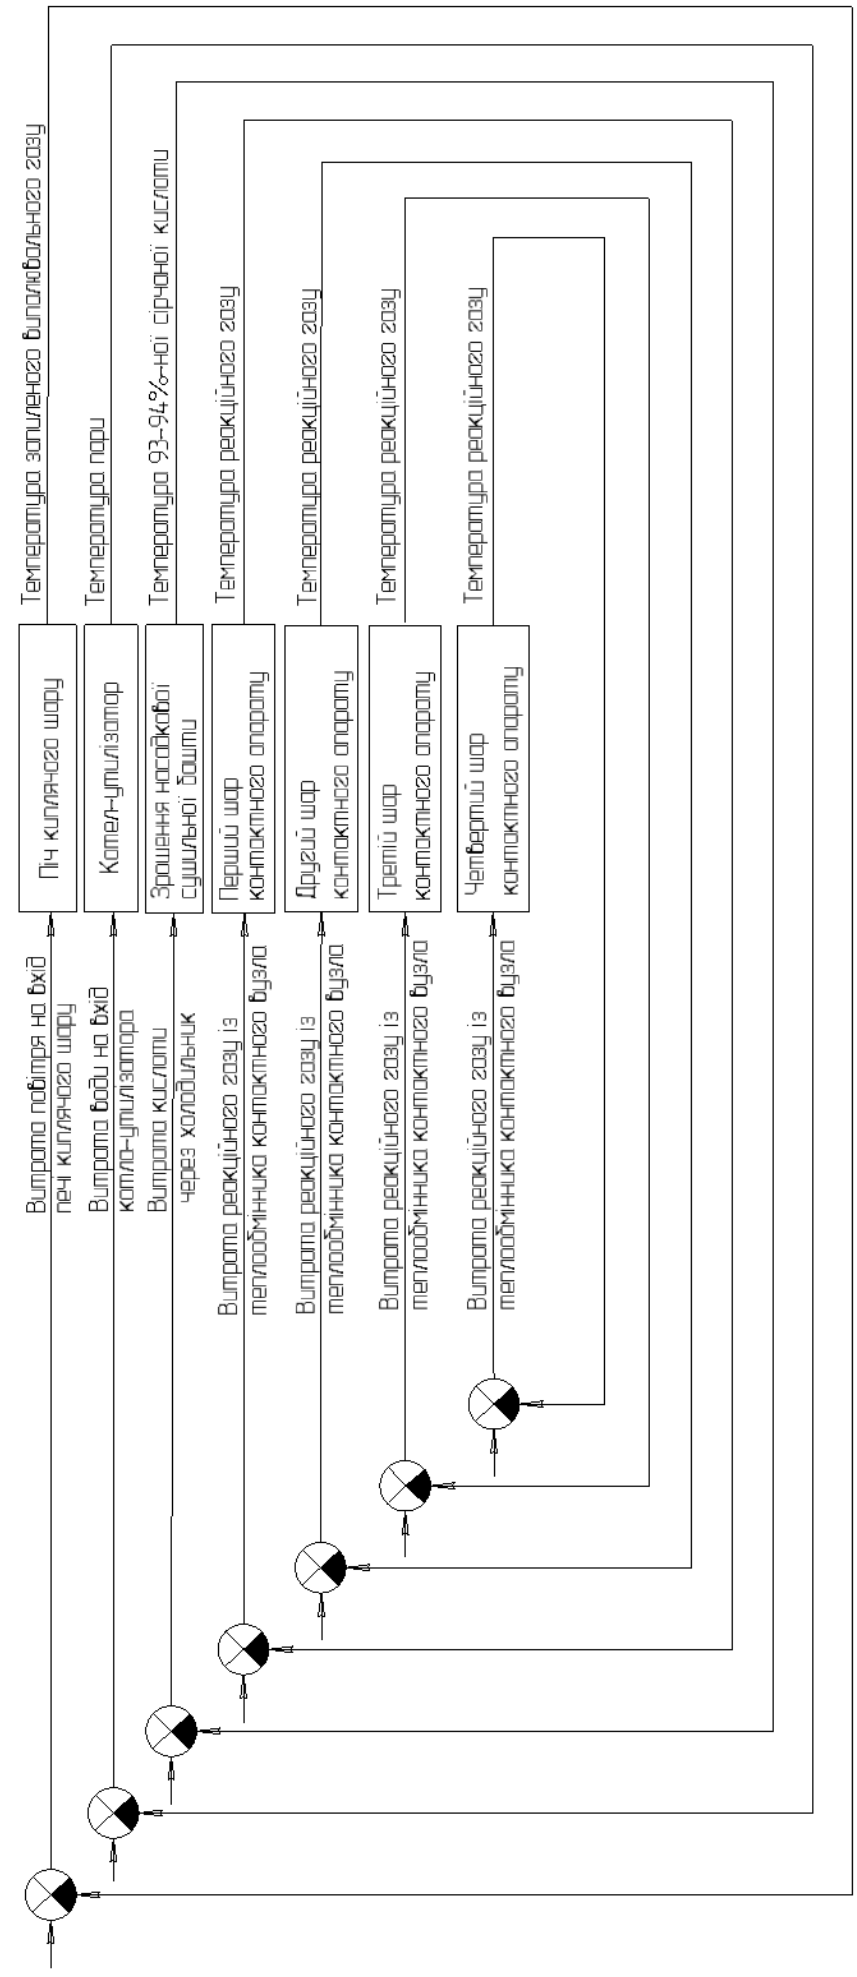 Температура запиленого випалювального газу
Піч киплячого шару
Витрата повітря на вхід
печі киплячого шару
Температура пари
Котел-утилізатор
Витрата води на вхід
котла-утилізатора
Температура 93-94%-ної сірчаної кислоти
Зрошення насадкової
сушильної башти
Витрата кислоти
через холодильник
Температура реакційного газу
Перший шар
контактного апарату
Витрата реакційного газу із
теплообмінника контактного вузла
Температура реакційного газу
Другий шар
контактного апарату
Витрата реакційного газу із
теплообмінника контактного вузла
Температура реакційного газу
Третій шар
контактного апарату
Витрата реакційного газу із
теплообмінника контактного вузла
Температура реакційного газу
Четвертий шар
контактного апарату
Витрата реакційного газу із
теплообмінника контактного вузла